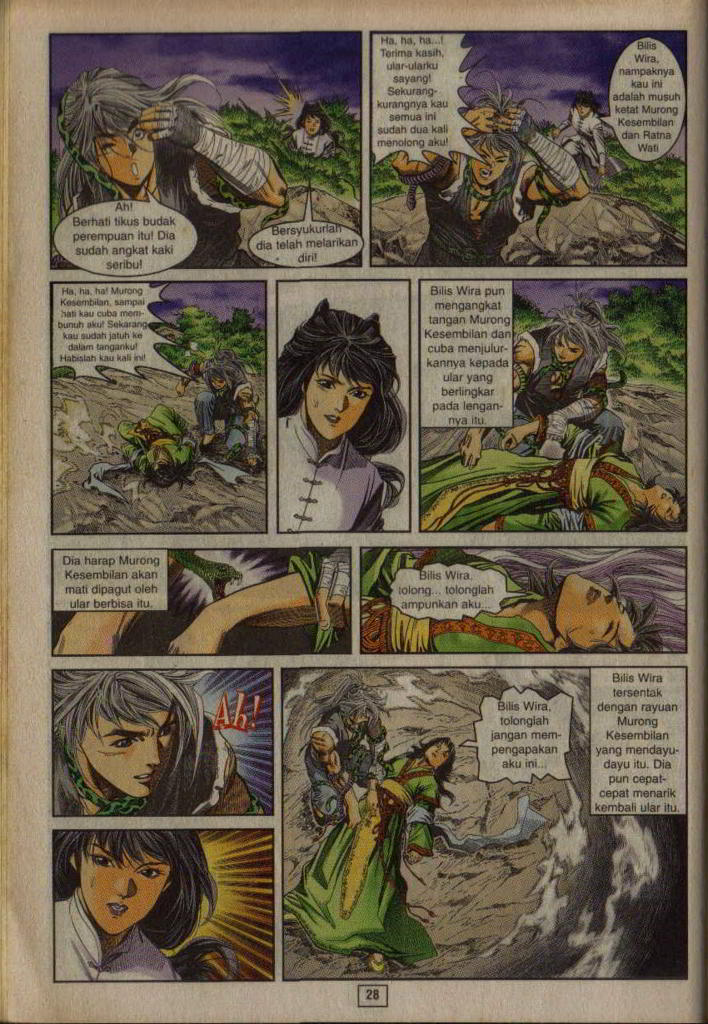 Ah!
Berhati tikus budak
perempuan itu! Dia
sudah angkat kaki
seribu!
Bersyukurlah
dia telah melarikan
diri!
Ha, ha, ha...!
Terima kasih,
ular-ularku
sayang!
Sekurang-
kurangnya kau
semua ini
sudah dua kali
menolong aku!
Bilis
Wira,
nampaknya
kau ini
adalah musuh
ketat Murong
Kesembilan
dan Ratna
Wati
Ha, ha, ha! Murong
Kesembilan, sampai
hati kau cuba mem-
bunuh aku! Sekarang
kau sudah jatuh ke
dalam tanganku!
Habislah kau kali ini!
Bilis Wira pun
mengangkat
tangan Murong
Kesembilan dan
cuba menjulur-
kannya kepada
ular yang
berlingkar
pada lengan-
nya itu.
Dia harap Murong
Kesembilan akan
mati dipagut oleh
ular berbisa itu.
Bilis Wira,
tolong... tolonglah
ampunkan aku...
Ah!
Bilis Wira,
tolonglah
jangan mem-
pengapakan
aku ini...
Bilis Wira
tersentak
dengan rayuan
Murong
Kesembilan
yang mendayu-
dayu itu. Dia
pun cepat-
cepat menarik
kembali ular itu.
28